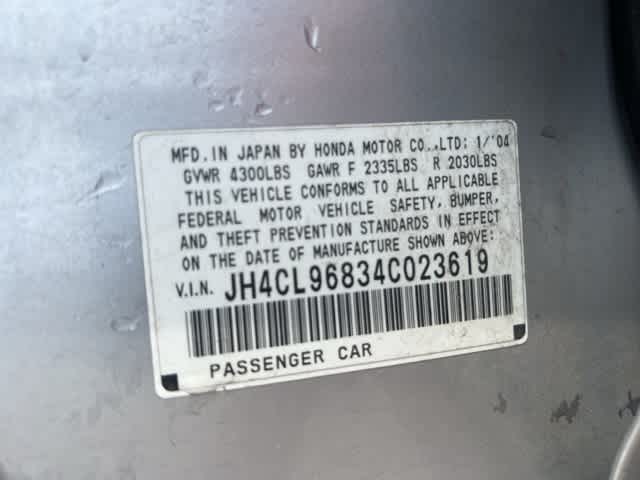 MFD. IN JAPAN BY HONDA MOTOR CO.,LTD: 1/'04
GVWR 4300LBS GAWR F 2335LBS R 2030LBS
THIS VEHICLE CONFORMS TO ALL APPLICABLE
FEDERAL MOTOR VEHICLE SAFETY, BUMPER,
AND THEFT PREVENTION STANDARDS IN EFFECT
ON THE DATE OF MANUFACTURE SHOWN ABOVE:
V.I.N. JH4CL96834C023619
PASSENGER CAR